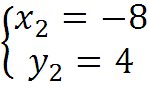 x₂ = −8
y₂ = 4